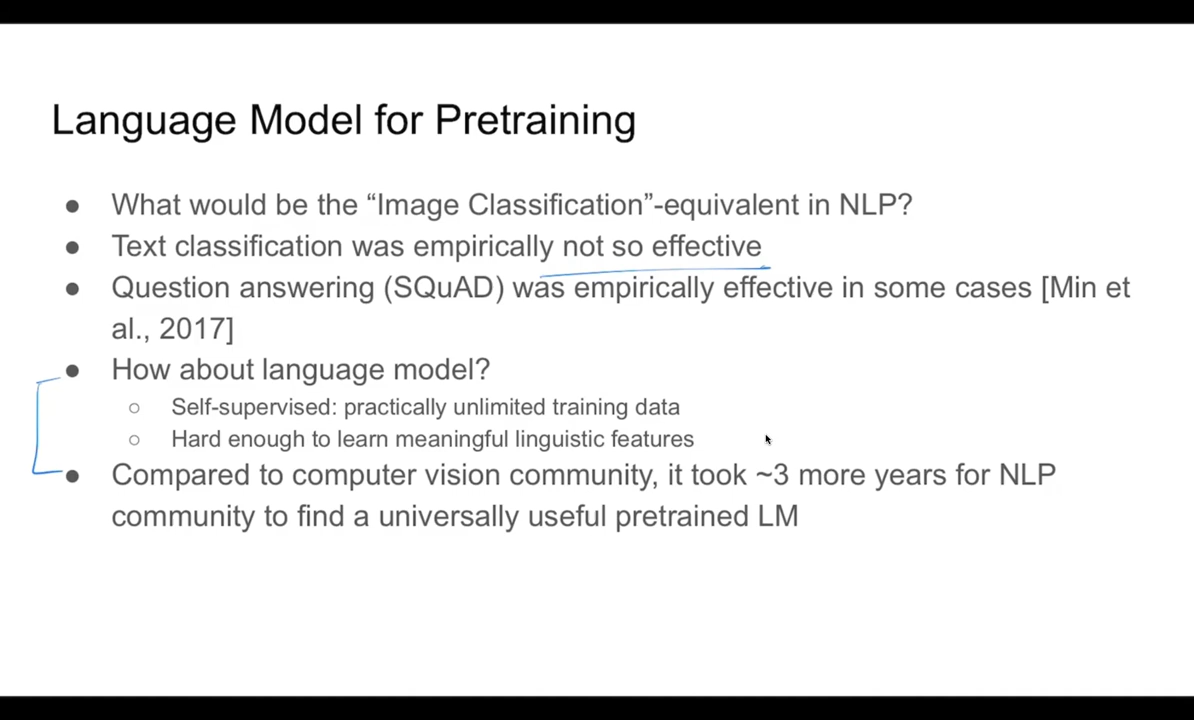 Language Model for Pretraining
● What would be the “Image Classification”-equivalent in NLP?
● Text classification was empirically not so effective
● Question answering (SQuAD) was empirically effective in some cases [Min et
al., 2017]
● How about language model?
○ Self-supervised: practically unlimited training data
○ Hard enough to learn meaningful linguistic features
● Compared to computer vision community, it took ~3 more years for NLP
community to find a universally useful pretrained LM